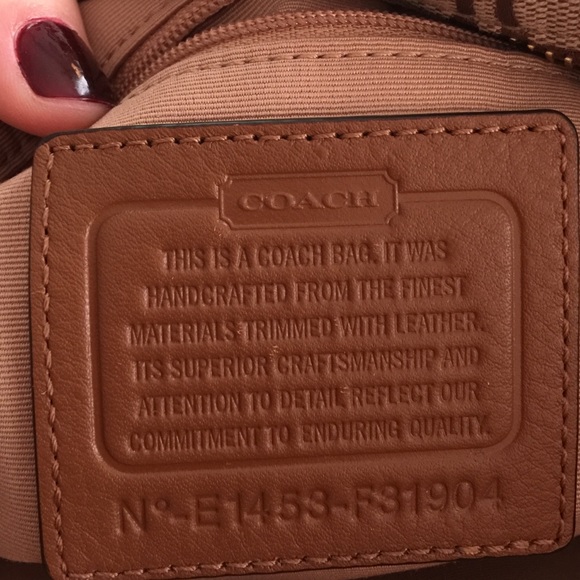 COACH
THIS IS A COACH BAG. IT WAS
HANDCRAFTED FROM THE FINEST
MATERIALS TRIMMED WITH LEATHER.
ITS SUPERIOR CRAFTSMANSHIP AND
ATTENTION TO DETAIL REFLECT OUR
COMMITMENT TO ENDURING QUALITY.
Nº-E1453-F31904